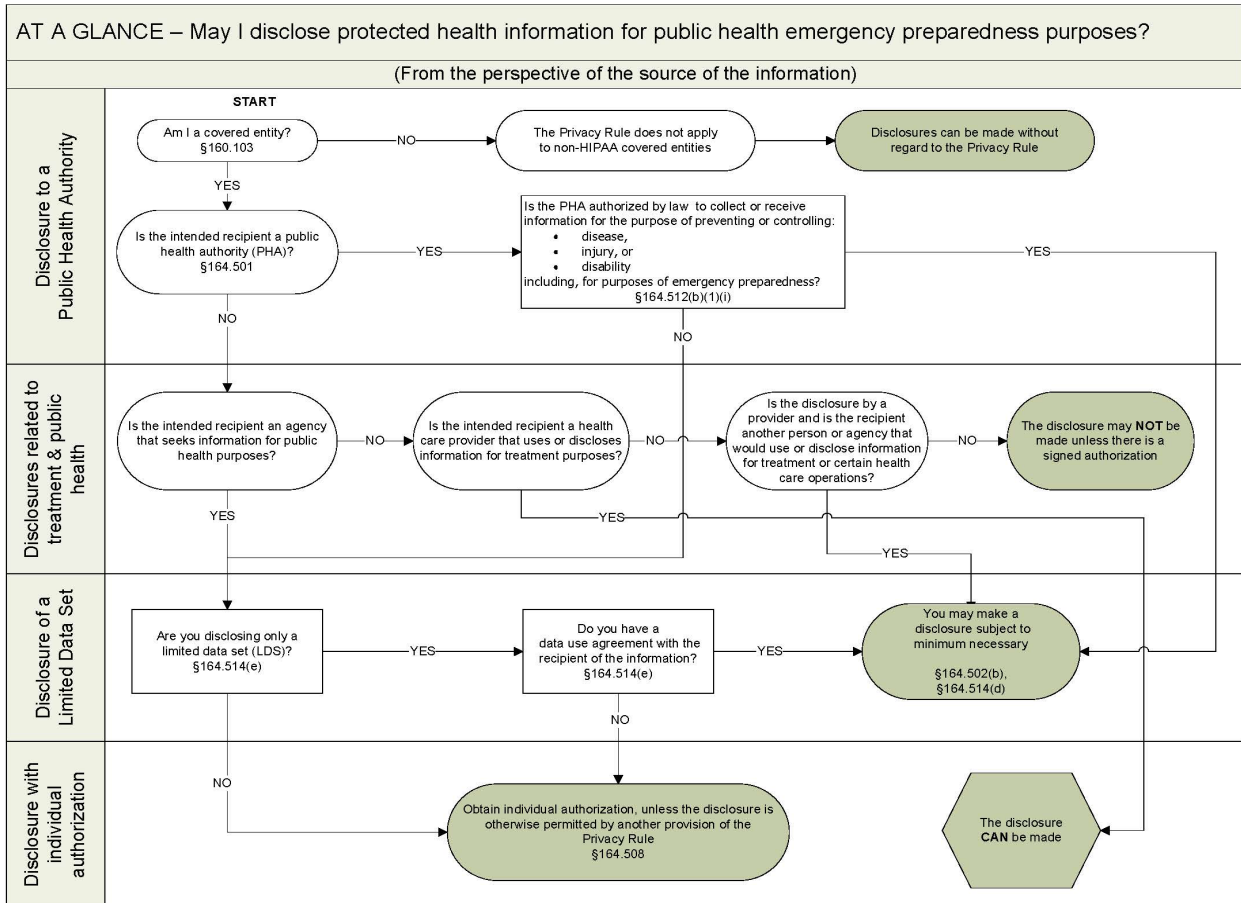 AT A GLANCE – May I disclose protected health information for public health emergency preparedness purposes?
(From the perspective of the source of the information)
Disclosure to a
Public Health Authority
START
Am I a covered entity?
§160.103
NO
The Privacy Rule does not apply
to non-HIPAA covered entities
Disclosures can be made without
regard to the Privacy Rule
YES
Is the intended recipient a public
health authority (PHA)?
§164.501
YES
Is the PHA authorized by law to collect or receive
information for the purpose of preventing or controlling:
• disease,
• injury, or
• disability
including, for purposes of emergency preparedness?
§164.512(b)(1)(i)
YES
NO
NO
Disclosures related to
treatment & public
health
Is the intended recipient an agency
that seeks information for public
health purposes?
NO
Is the intended recipient a health
care provider that uses or discloses
information for treatment purposes?
NO
Is the disclosure by a
provider and is the recipient
another person or agency that
would use or disclose information
for treatment or certain health
care operations?
NO
The disclosure may NOT be
made unless there is a
signed authorization
YES
YES
YES
Disclosure of a
Limited Data Set
Are you disclosing only a
limited data set (LDS)?
§164.514(e)
YES
Do you have a
data use agreement with the
recipient of the information?
§164.514(e)
YES
You may make a
disclosure subject to
minimum necessary
§164.502(b),
§164.514(d)
NO
NO
Disclosure with
individual
authorization
Obtain individual authorization, unless the disclosure is
otherwise permitted by another provision of the
Privacy Rule
§164.508
The disclosure
CAN be made